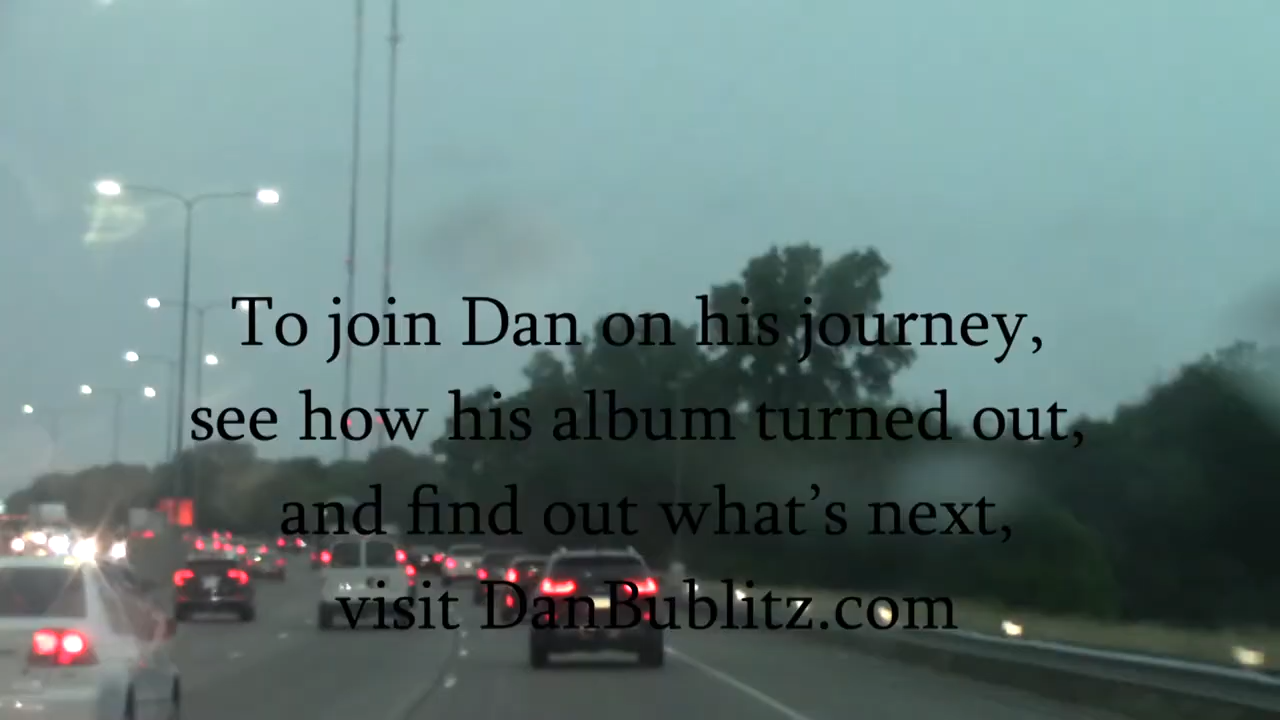 To join Dan on his journey,
see how his album turned out,
and find out what’s next,
visit DanBublitz.com